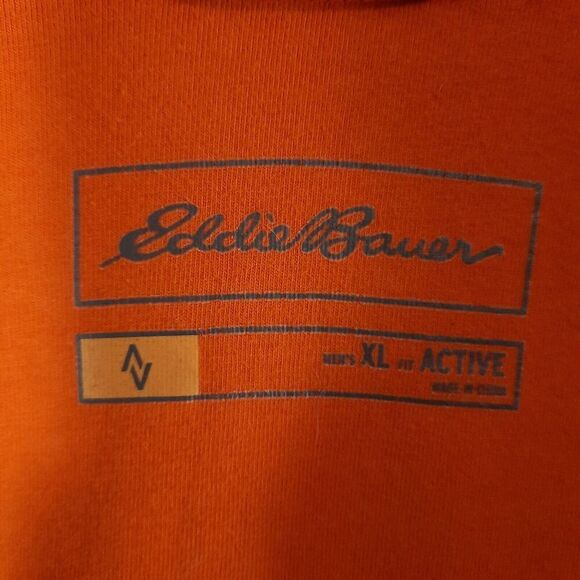 Eddie Bauer
MEN'S XL FIT ACTIVE
MADE IN CHINA